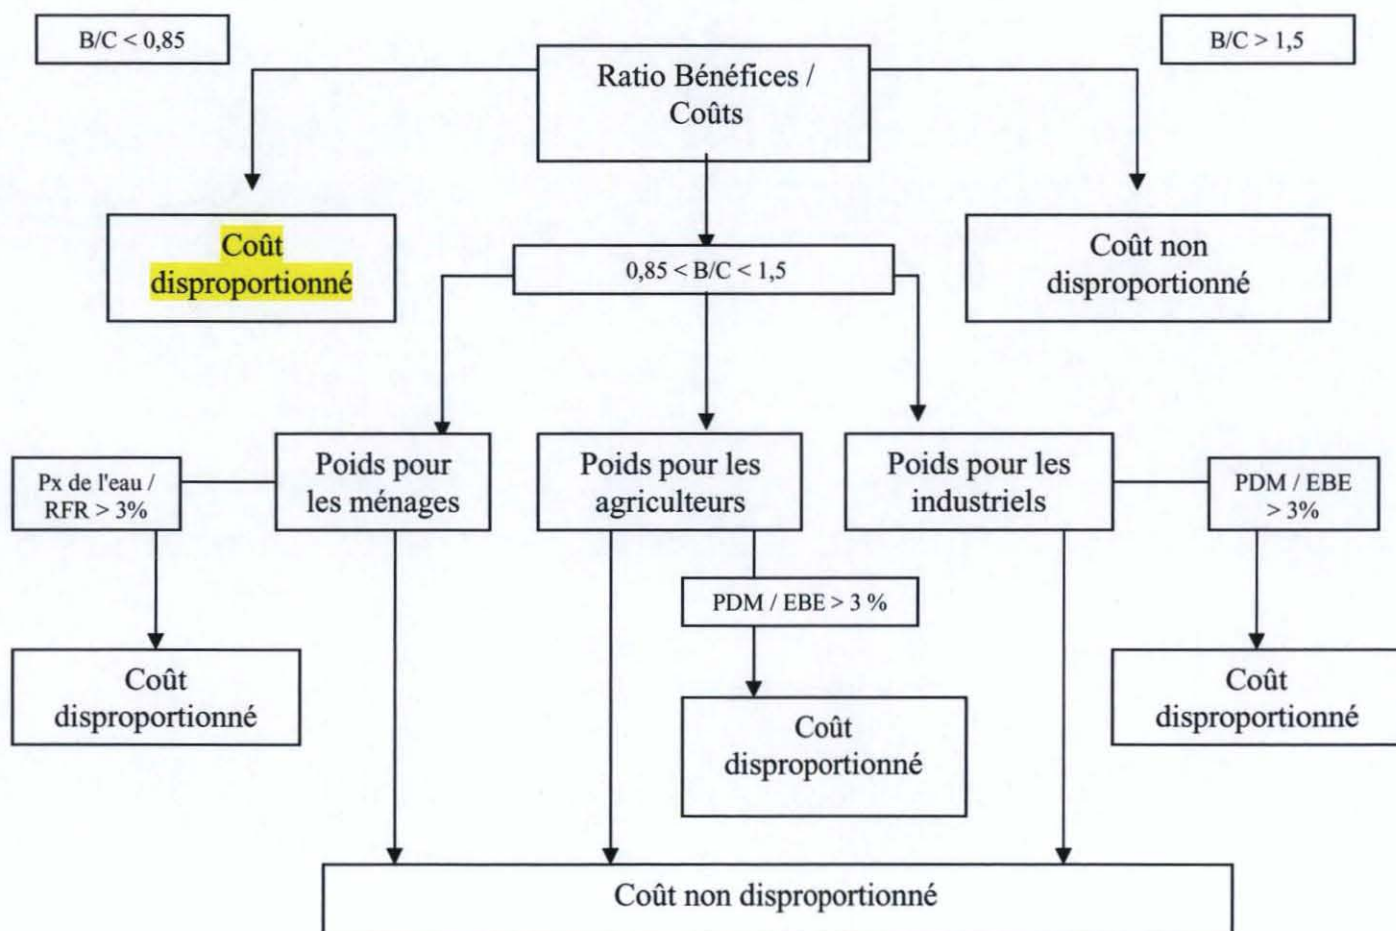 B/C < 0,85
B/C > 1,5
Ratio Bénéfices /
Coûts
Coût
disproportionné
0,85 < B/C < 1,5
Coût non
disproportionné
Px de l'eau /
RFR > 3%
Poids pour
les ménages
Poids pour les
agriculteurs
Poids pour les
industriels
PDM / EBE
> 3%
PDM / EBE > 3 %
Coût
disproportionné
Coût
disproportionné
Coût
disproportionné
Coût non disproportionné